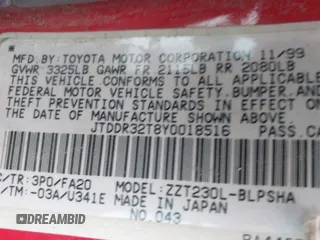 MFD.BY:TOYOTA MOTOR CORPORATION 11/99
GVWR 3325LB GAWR FR 2115LB RR 2080LB
THIS VEHICLE CONFORMS TO ALL APPLICABLE
FEDERAL MOTOR VEHICLE SAFETY, BUMPER, AND
THEFT PREVENTION STANDARDS IN EFFECT ON
THE DATE OF MANUFACTURE SHOWN ABOVE.
JTDDR32T8Y0018516 PASS.CA
C/TR:3P0/FA20 MODEL:ZZT230L-BLPSHA
/TM:-03A/U341E MADE IN JAPAN
NO.043